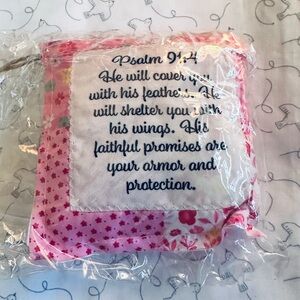 Psalm 91:4
He will cover you
with his feathers. He
will shelter you with
his wings. His
faithful promises are
your armor and
protection.